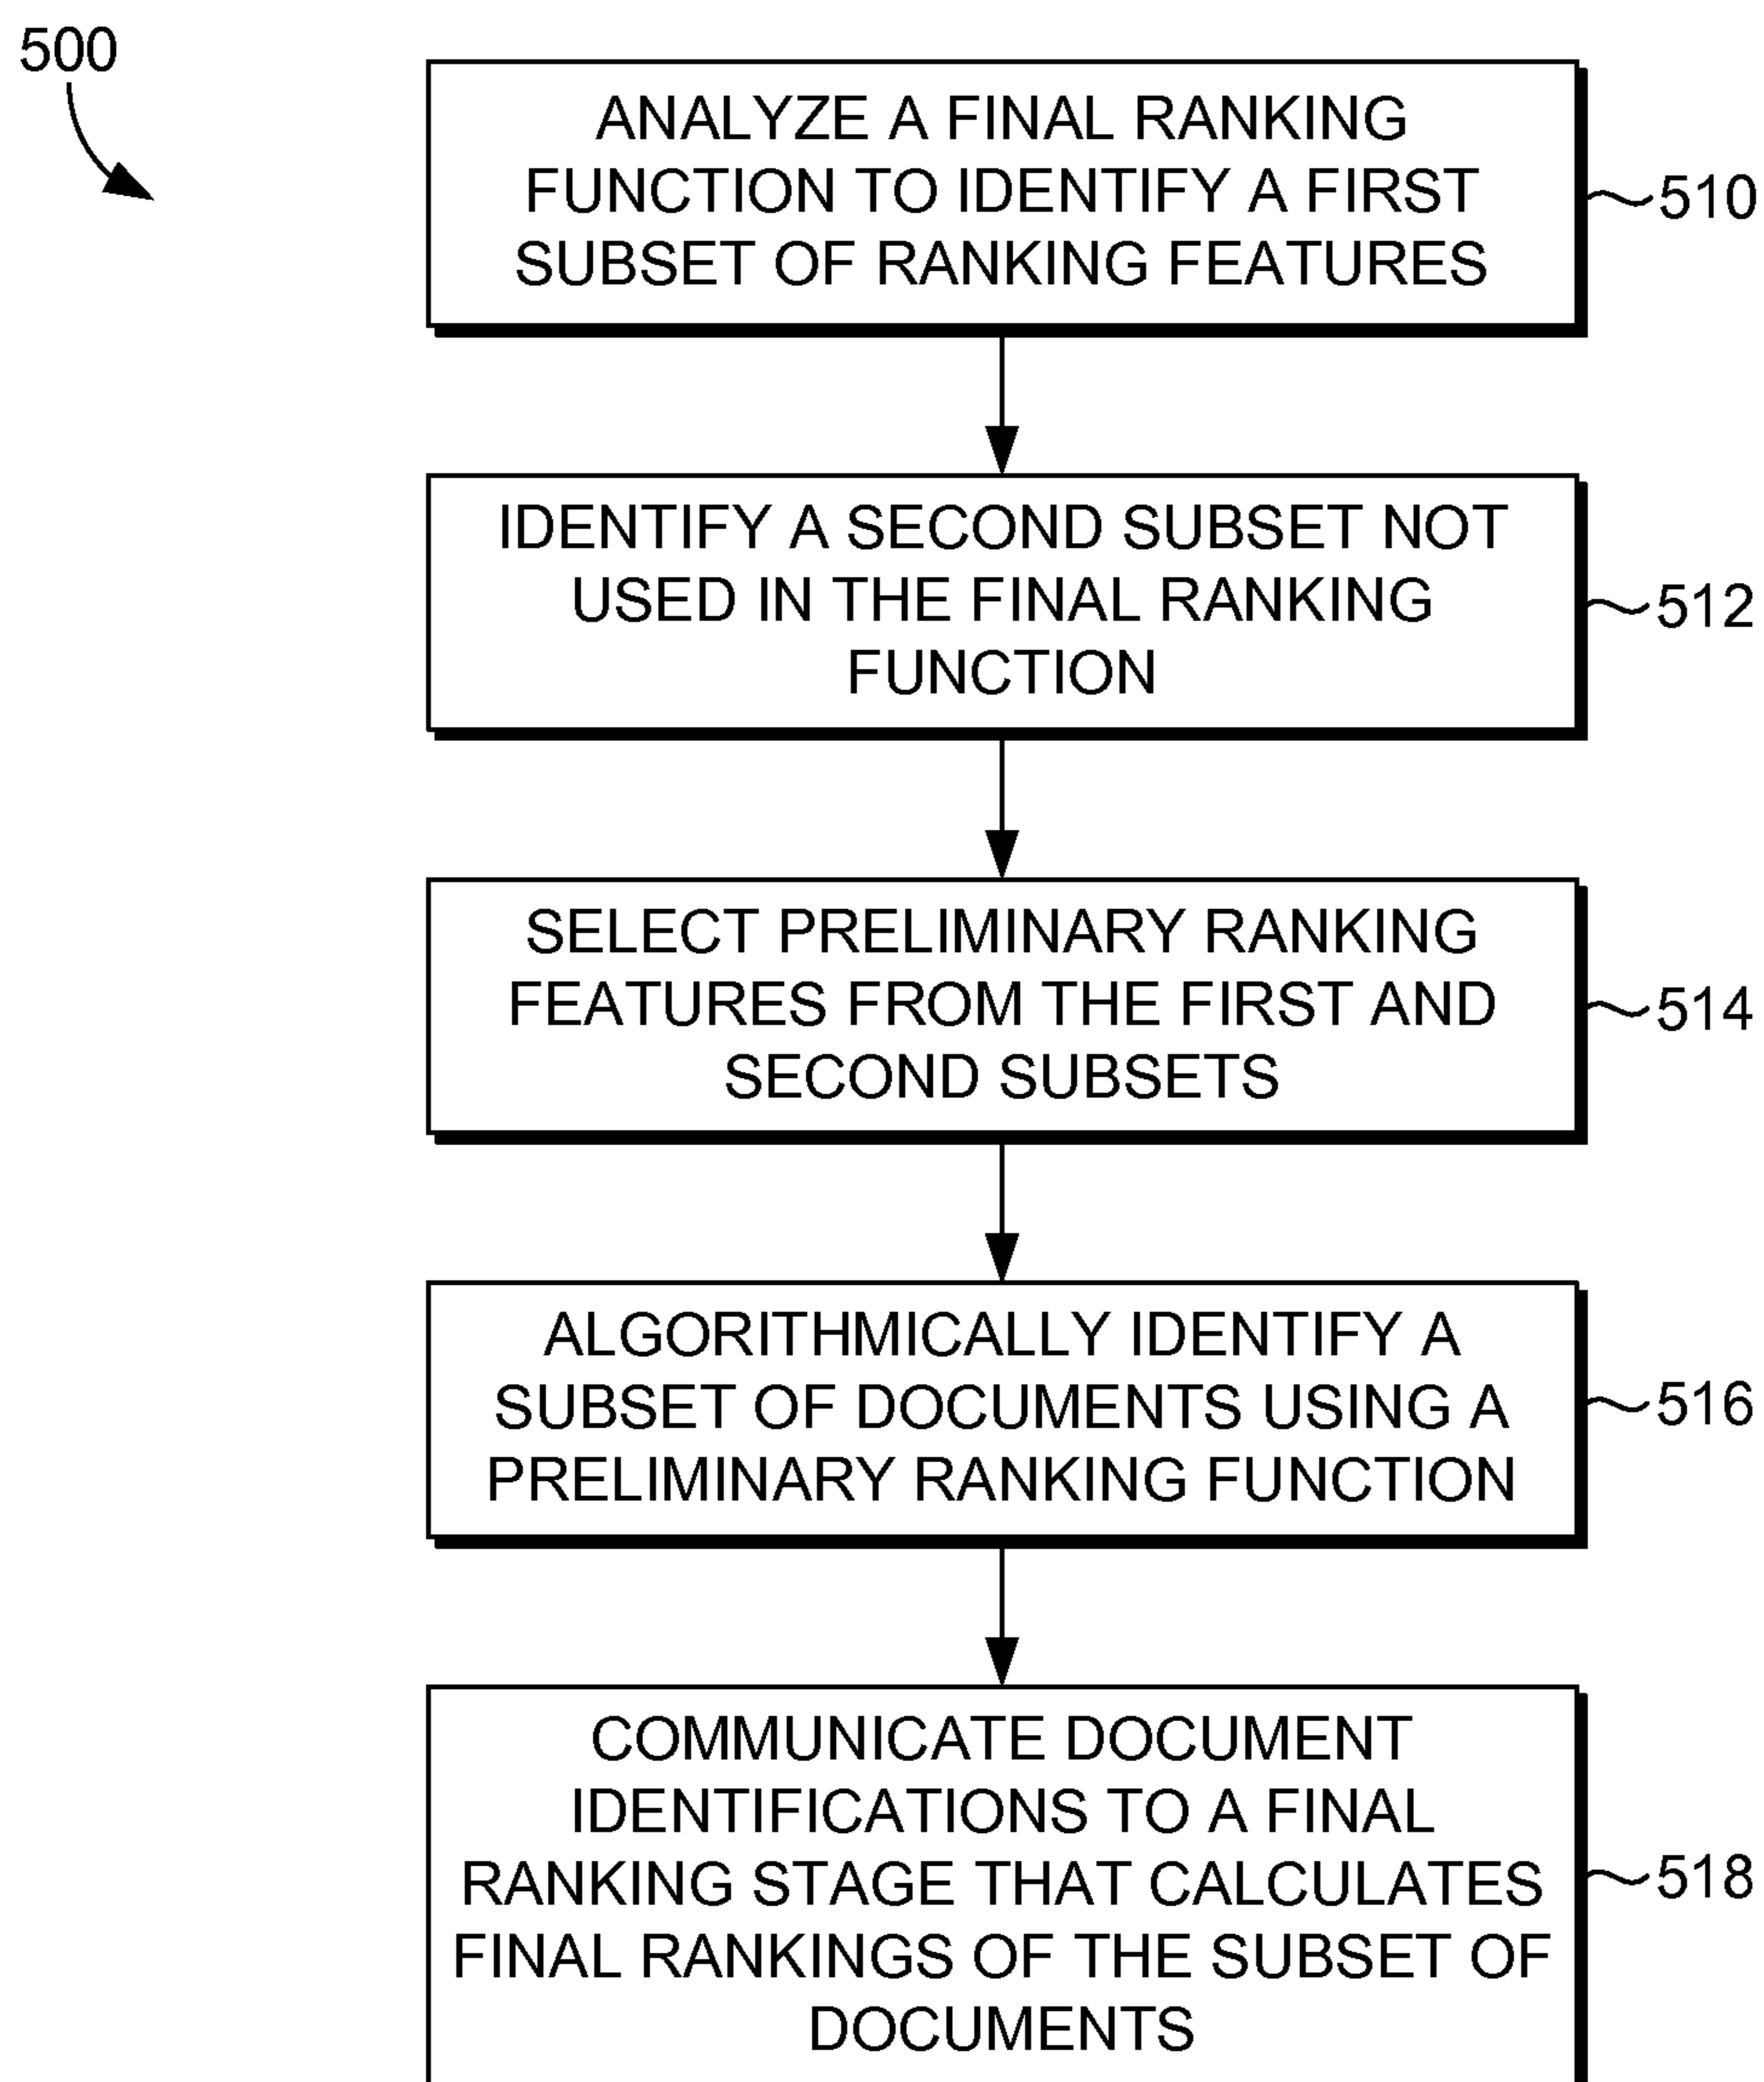 500
ANALYZE A FINAL RANKING
FUNCTION TO IDENTIFY A FIRST
SUBSET OF RANKING FEATURES
510
IDENTIFY A SECOND SUBSET NOT
USED IN THE FINAL RANKING
FUNCTION
512
SELECT PRELIMINARY RANKING
FEATURES FROM THE FIRST AND
SECOND SUBSETS
514
ALGORITHMICALLY IDENTIFY A
SUBSET OF DOCUMENTS USING A
PRELIMINARY RANKING FUNCTION
516
COMMUNICATE DOCUMENT
IDENTIFICATIONS TO A FINAL
RANKING STAGE THAT CALCULATES
FINAL RANKINGS OF THE SUBSET OF
DOCUMENTS
518